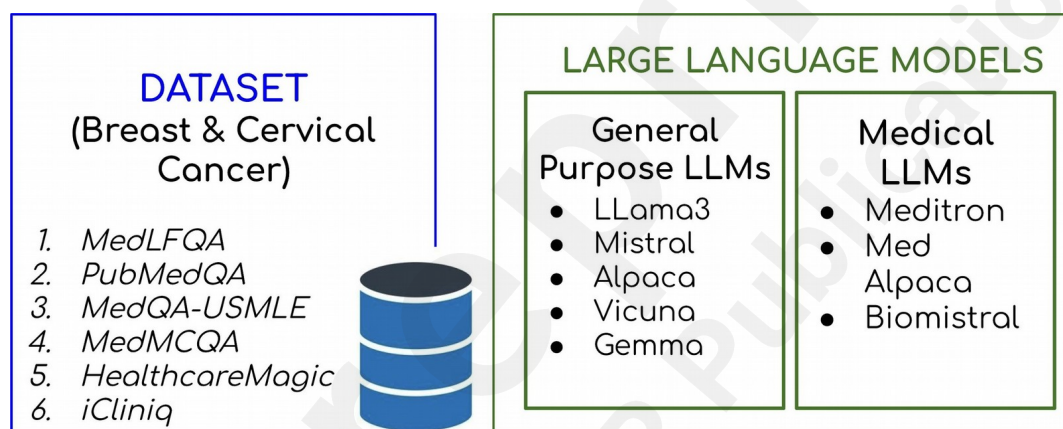 DATASET
(Breast & Cervical
Cancer)
1. MedLFQA
2. PubMedQA
3. MedQA-USMLE
4. MedMCQA
5. HealthcareMagic
6. iCliniq
LARGE LANGUAGE MODELS
General
Purpose LLMs
● LLama3
● Mistral
● Alpaca
● Vicuna
● Gemma
Medical
LLMs
● Meditron
● Med
Alpaca
● Biomistral